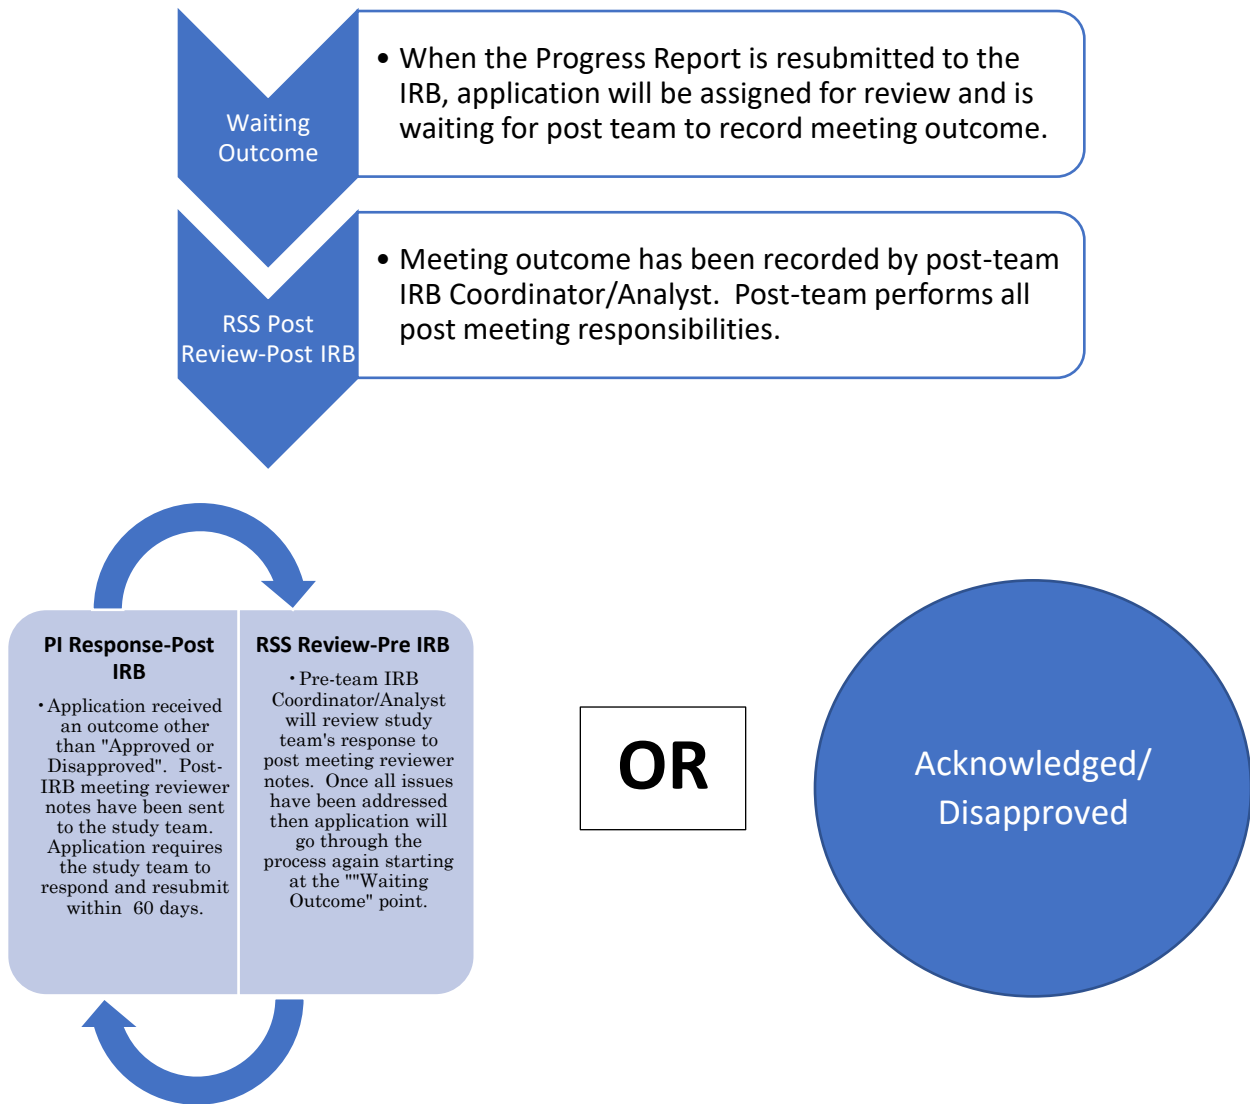 Waiting
Outcome
• When the Progress Report is resubmitted to the
IRB, application will be assigned for review and is
waiting for post team to record meeting outcome.
RSS Post
Review-Post IRB
• Meeting outcome has been recorded by post-team
IRB Coordinator/Analyst.  Post-team performs all
post meeting responsibilities.
PI Response-Post
IRB
• Application received
an outcome other
than "Approved or
Disapproved".  Post-
IRB meeting reviewer
notes have been sent
to the study team.
Application requires
the study team to
respond and resubmit
within  60 days.
RSS Review-Pre IRB
• Pre-team IRB
Coordinator/Analyst
will review study
team's response to
post meeting reviewer
notes.  Once all issues
have been addressed
then application will
go through the
process again starting
at the ""Waiting
Outcome" point.
OR
Acknowledged/
Disapproved